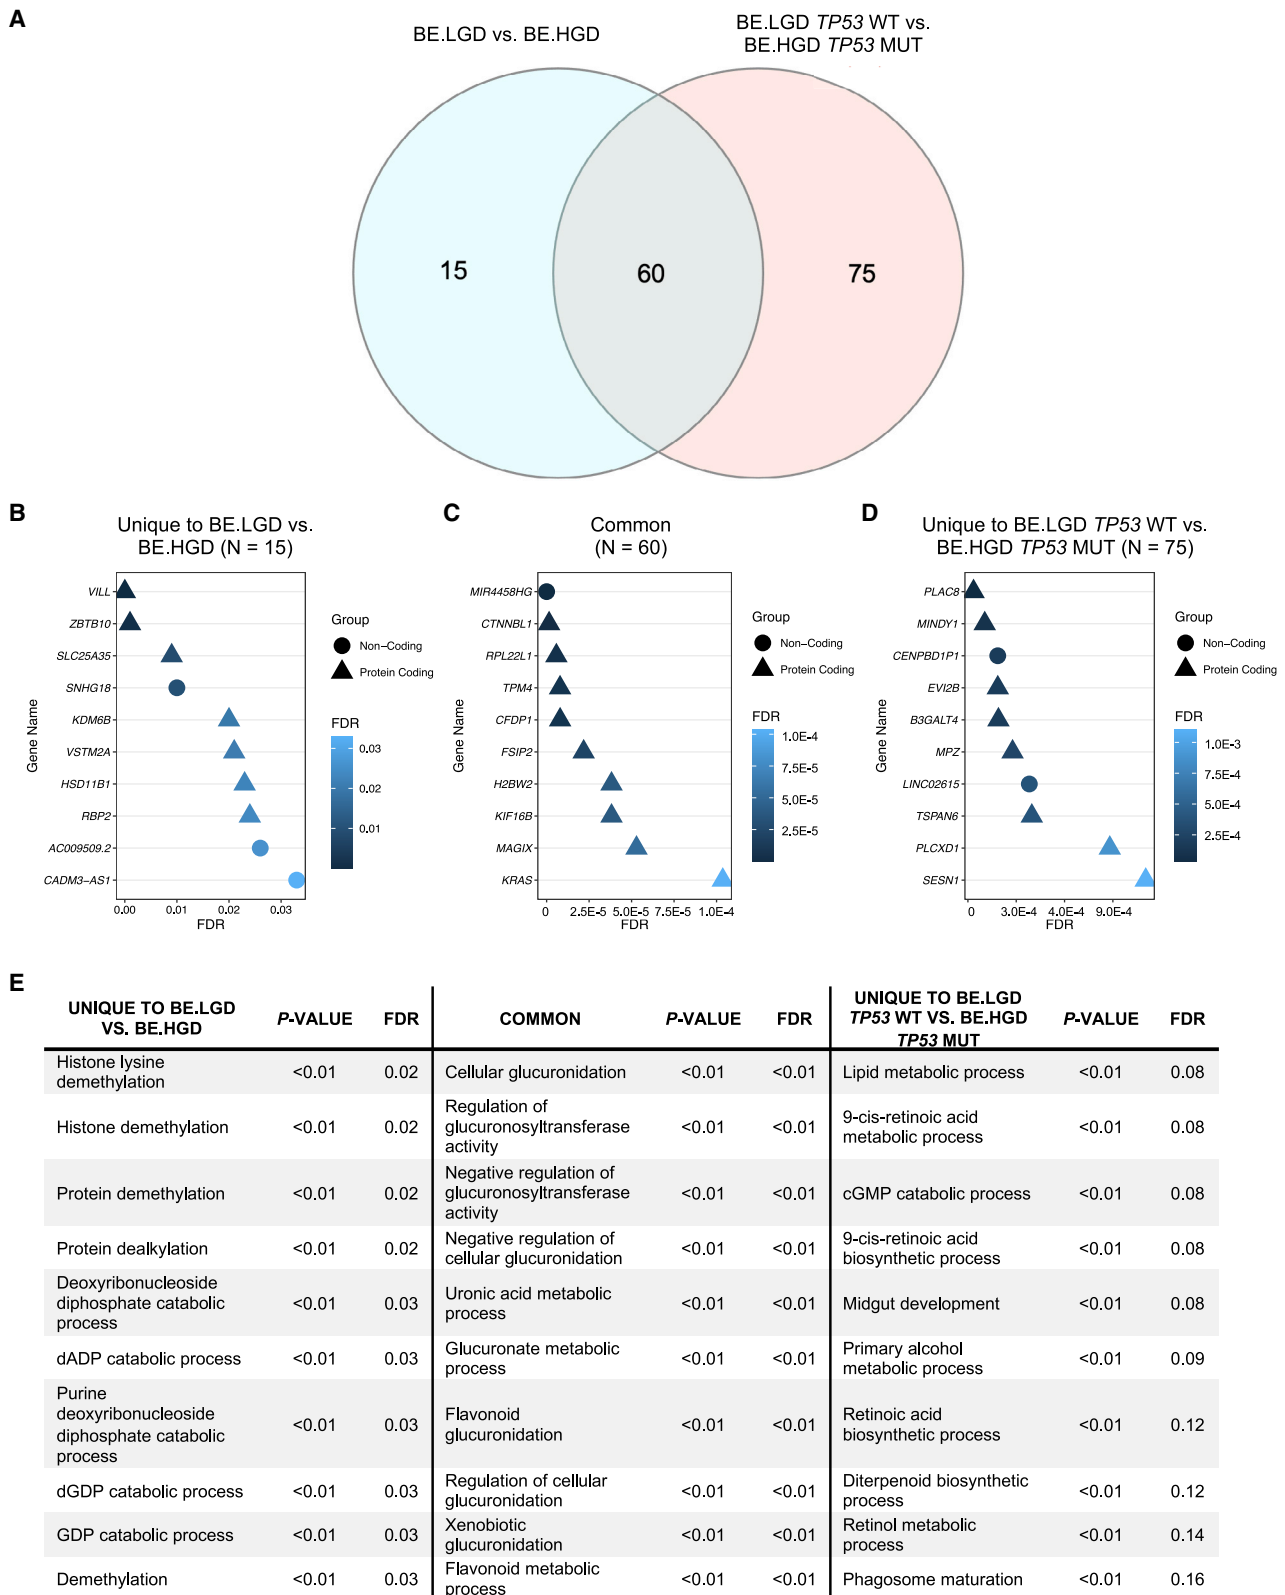 A
BE.LGD vs. BE.HGD
BE.LGD TP53 WT vs.
BE.HGD TP53 MUT
15
60
75
B
Unique to BE.LGD vs.
BE.HGD (N = 15)
Gene Name
VILL
ZBTB10
SLC25A35
SNHG18
KDM6B
VSTM2A
HSD11B1
RBP2
AC009509.2
CADM3−AS1
0.00 0.01 0.02 0.03
FDR
Group
Non−Coding
Protein Coding
FDR
0.03
0.02
0.01
C
Common
(N = 60)
Gene Name
MIR4458HG
CTNNBL1
RPL22L1
TPM4
CFDP1
FSIP2
H2BW2
KIF16B
MAGIX
KRAS
0 2.5E-5 5.0E-5 7.5E-5 1.0E-4
FDR
Group
Non−Coding
Protein Coding
FDR
1.0E-4
7.5E-5
5.0E-5
2.5E-5
D
Unique to BE.LGD TP53 WT vs.
BE.HGD TP53 MUT (N = 75)
Gene Name
PLAC8
MINDY1
CENPBD1P1
EVI2B
B3GALT4
MPZ
LINC02615
TSPAN6
PLCXD1
SESN1
0 3.0E-4 4.0E-4 9.0E-4
FDR
Group
Non−Coding
Protein Coding
FDR
1.0E-3
7.5E-4
5.0E-4
2.5E-4
E
UNIQUE TO BE.LGD
VS. BE.HGD
P-VALUE FDR
COMMON P-VALUE FDR
UNIQUE TO BE.LGD
TP53 WT VS. BE.HGD
TP53 MUT
P-VALUE FDR
Histone lysine
demethylation
<0.01 0.02
Cellular glucuronidation <0.01 <0.01
Lipid metabolic process <0.01 0.08
Histone demethylation <0.01 0.02
Regulation of
glucuronosyltransferase
activity
<0.01 <0.01
9-cis-retinoic acid
metabolic process
<0.01 0.08
Protein demethylation <0.01 0.02
Negative regulation of
glucuronosyltransferase
activity
<0.01 <0.01
cGMP catabolic process <0.01 0.08
Protein dealkylation <0.01 0.02
Negative regulation of
cellular glucuronidation
<0.01 <0.01
9-cis-retinoic acid
biosynthetic process
<0.01 0.08
Deoxyribonucleoside
diphosphate catabolic
process
<0.01 0.03
Uronic acid metabolic
process
<0.01 <0.01
Midgut development <0.01 0.08
dADP catabolic process <0.01 0.03
Glucuronate metabolic
process
<0.01 <0.01
Primary alcohol
metabolic process
<0.01 0.09
Purine
deoxyribonucleoside
diphosphate catabolic
process
<0.01 0.03
Flavonoid
glucuronidation
<0.01 <0.01
Retinoic acid
biosynthetic process
<0.01 0.12
dGDP catabolic process <0.01 0.03
Regulation of cellular
glucuronidation
<0.01 <0.01
Diterpenoid biosynthetic
process
<0.01 0.12
GDP catabolic process <0.01 0.03
Xenobiotic
glucuronidation
<0.01 <0.01
Retinol metabolic
process
<0.01 0.14
Demethylation <0.01 0.03
Flavonoid metabolic
process
<0.01 <0.01
Phagosome maturation <0.01 0.16